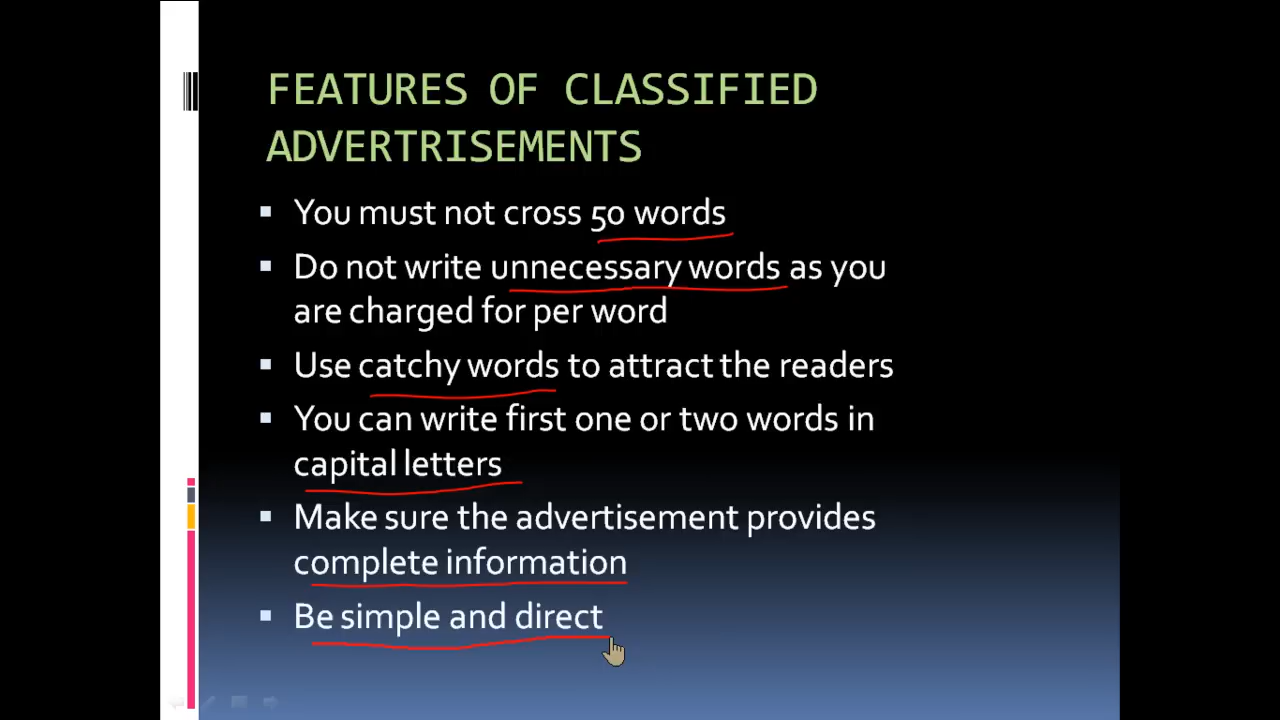 FEATURES OF CLASSIFIED
ADVERTRISEMENTS
▪ You must not cross 50 words
▪ Do not write unnecessary words as you
are charged for per word
▪ Use catchy words to attract the readers
▪ You can write first one or two words in
capital letters
▪ Make sure the advertisement provides
complete information
▪ Be simple and direct